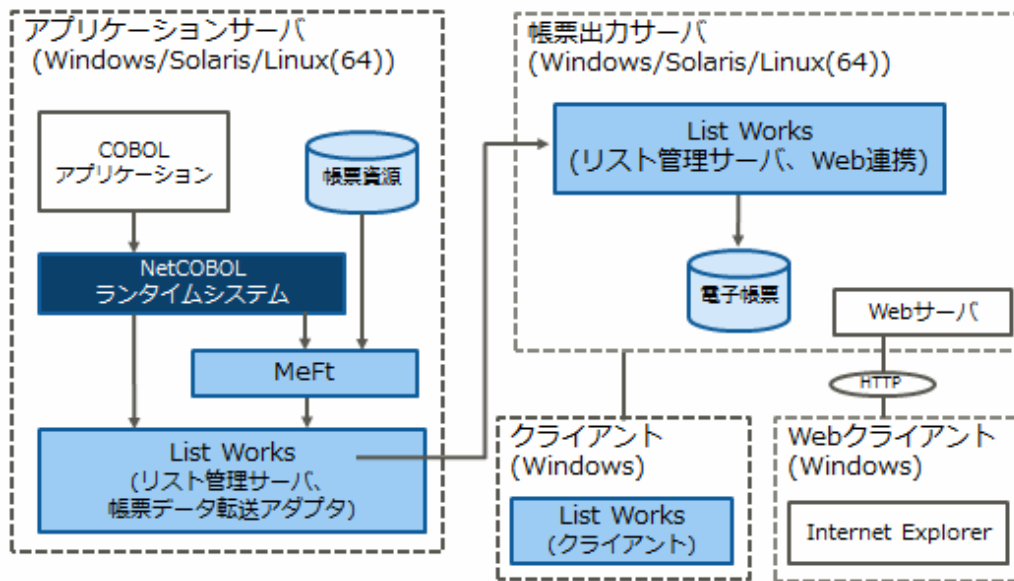 アプリケーションサーバ
(Windows/Solaris/Linux(64))
COBOL
アプリケーション
帳票資源
NetCOBOL
ランタイムシステム
MeFt
List Works
(リスト管理サーバ、
帳票データ転送アダプタ)
帳票出力サーバ
(Windows/Solaris/Linux(64))
List Works
(リスト管理サーバ、Web連携)
電子帳票
Webサーバ
HTTP
クライアント
(Windows)
List Works
(クライアント)
Webクライアント
(Windows)
Internet Explorer